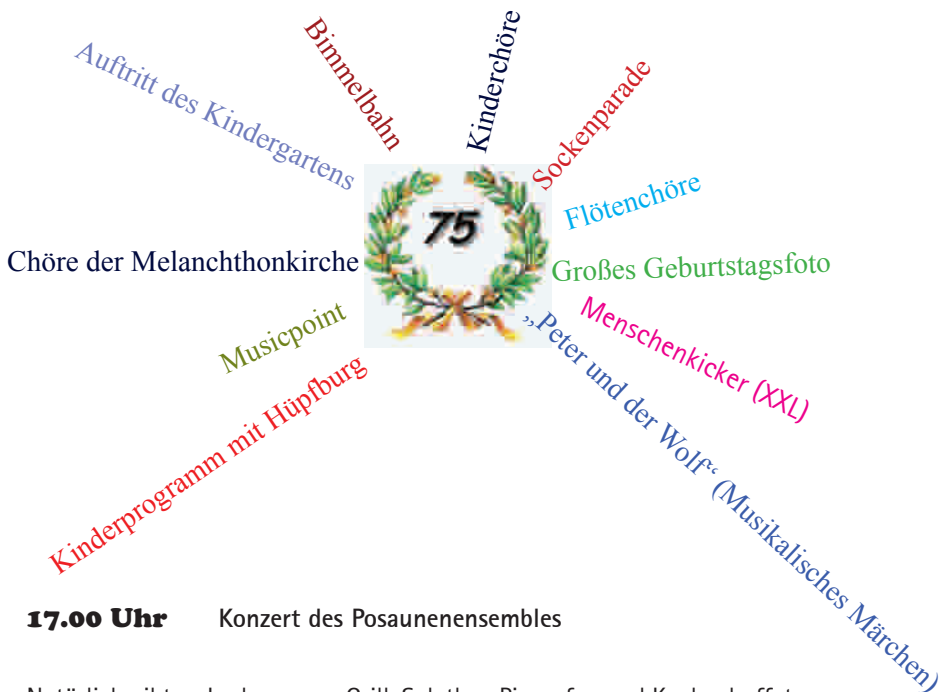 Auftritt des Kindergartens
Bimmelbahn
Kinderchöre
Sockenparade
Flötenchöre
75
Chöre der Melanchthonkirche
Großes Geburtstagsfoto
Musicpoint
Menschenkicker (XXL)
„Peter und der Wolf“ (Musikalisches Märchen)
Kinderprogramm mit Hüpfburg
17.00 Uhr Konzert des Posaunenensembles